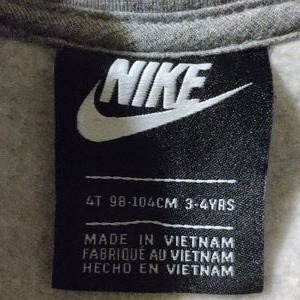 NIKE
4T 98-104CM 3-4YRS
MADE IN VIETNAM
FABRIQUÉ AU VIETNAM
HECHO EN VIETNAM